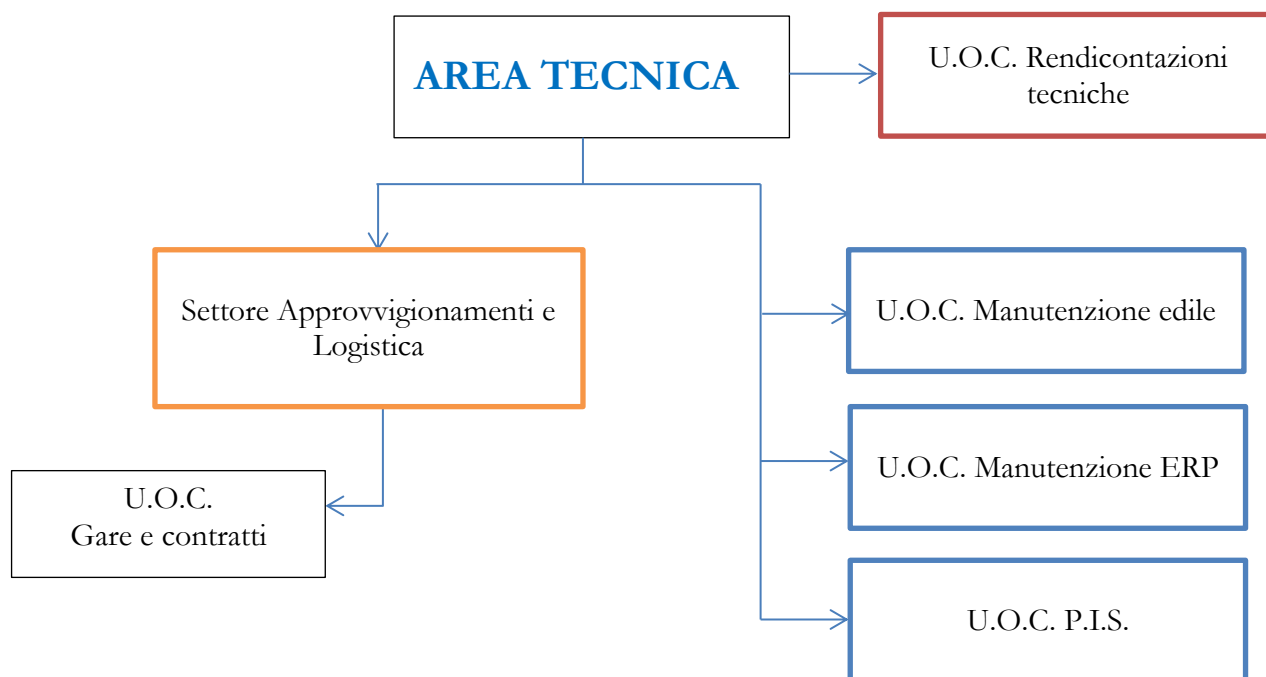 AREA TECNICA
U.O.C. Rendicontazioni
tecniche
Settore Approvvigionamenti e
Logistica
U.O.C. Manutenzione edile
U.O.C. Manutenzione ERP
U.O.C.
Gare e contratti
U.O.C. P.I.S.